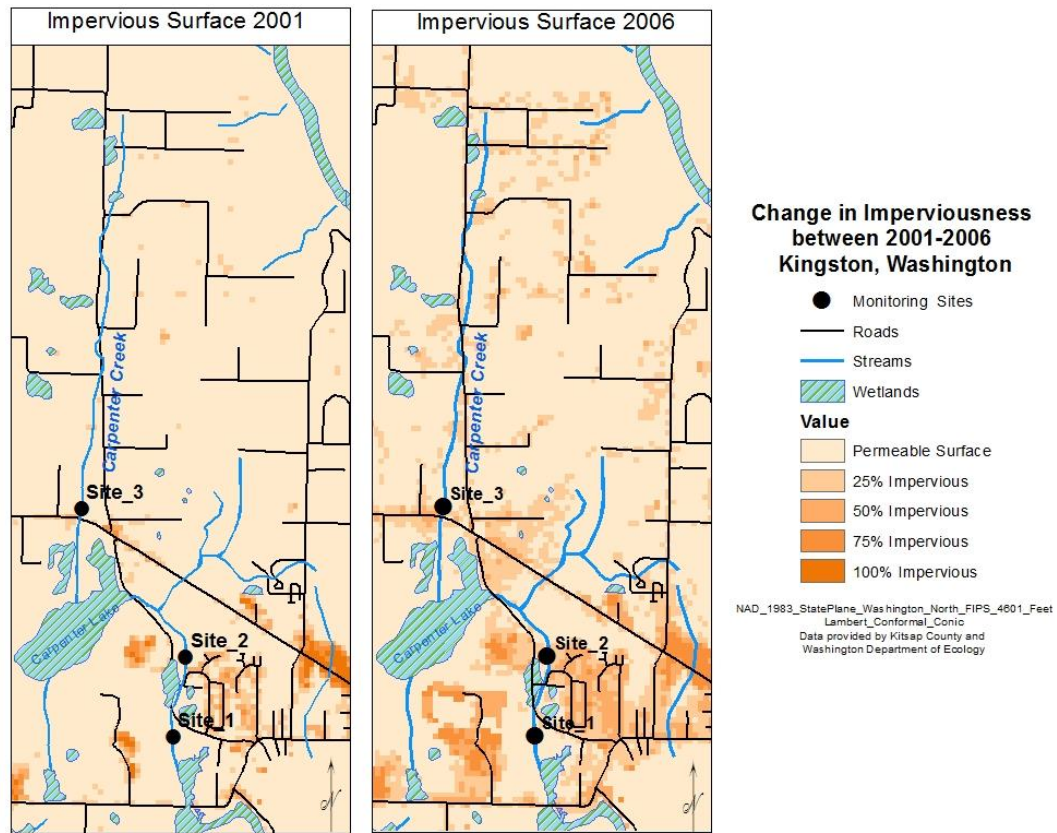 Impervious Surface 2001
Impervious Surface 2006
Carpenter Creek
Site_3
Carpenter Lake
Site_2
Site_1
N
Carpenter Creek
Site_3
Carpenter Lake
Site_2
Site_1
N
Change in Imperviousness
between 2001-2006
Kingston, Washington
Monitoring Sites
Roads
Streams
Wetlands
Value
Permeable Surface
25% Impervious
50% Impervious
75% Impervious
100% Impervious
NAD_1983_StatePlane_Washington_North_FIPS_4601_Feet
Lambert_Conformal_Conic
Data provided by Kitsap County and
Washington Department of Ecology